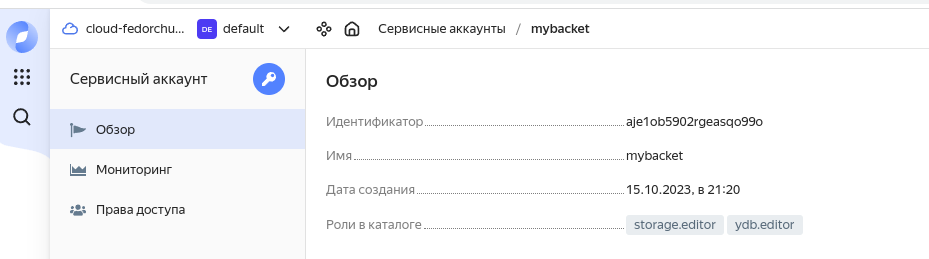 cloud-fedorchu... DE default Сервисные аккаунты / mybacket
Сервисный аккаунт
Обзор
Мониторинг
Права доступа
Обзор
Идентификатор aje1ob5902rgeasqo99o
Имя mybacket
Дата создания 15.10.2023, в 21:20
Роли в каталоге storage.editor ydb.editor